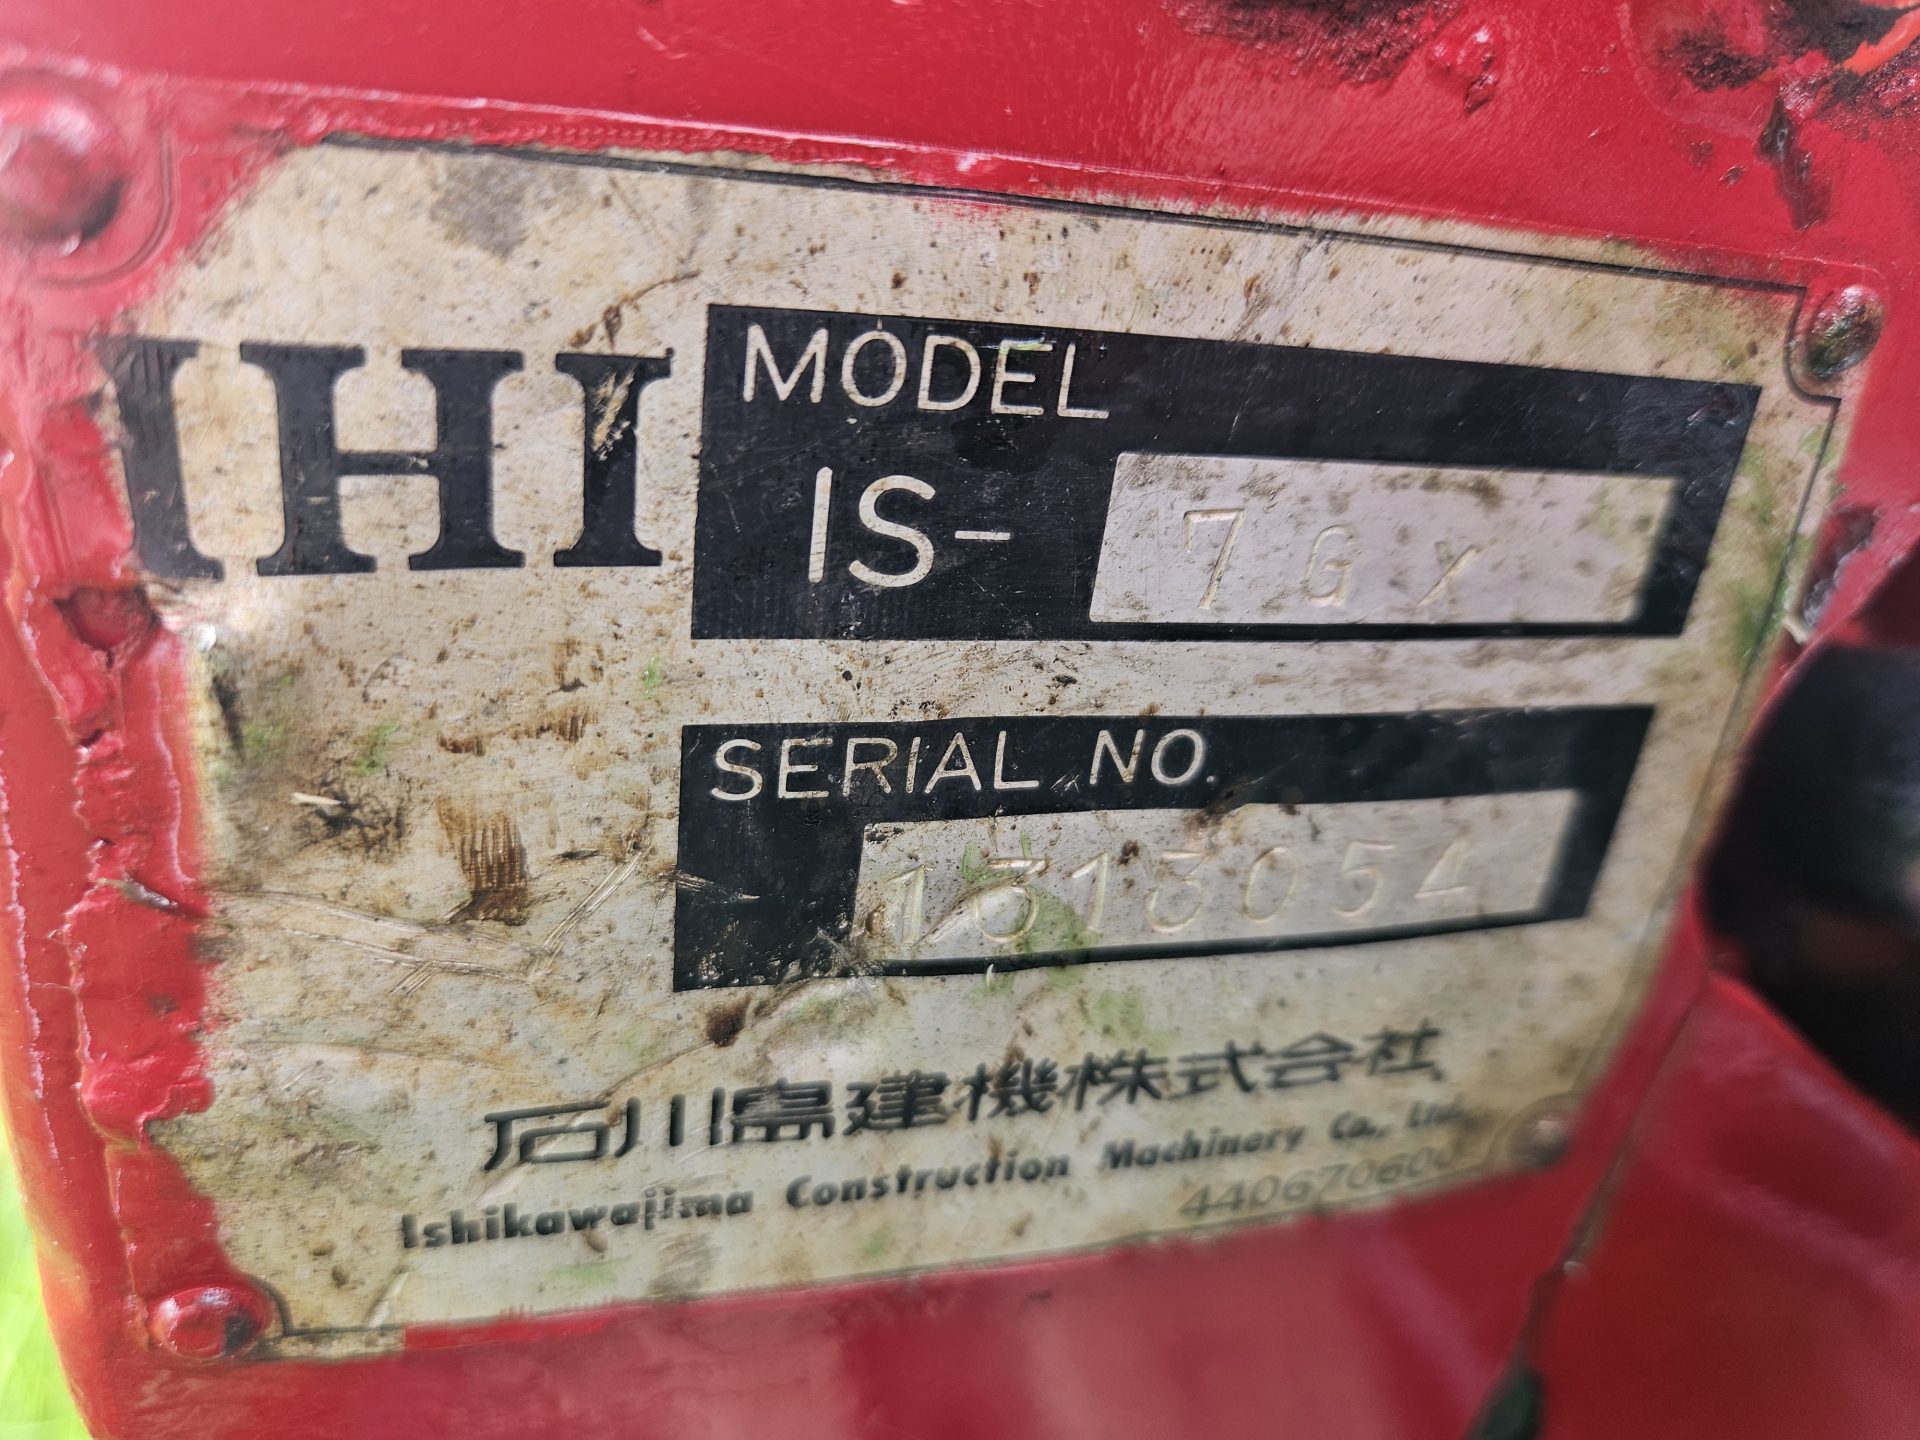 IHI
MODEL
IS- 7GX
SERIAL NO.
1313054
石川島建機株式会社
Ishikawajima Construction Machinery Co., Ltd.
440670600